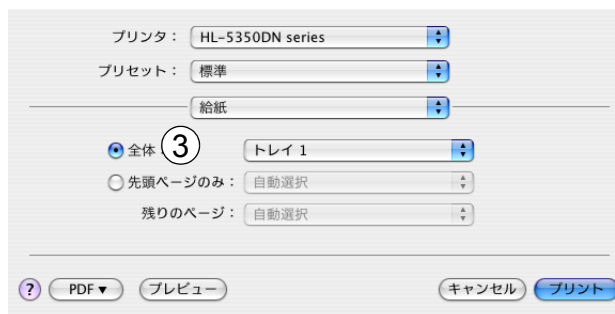 プリンタ： HL-5350DN series
プリセット： 標準
給紙
全体： ③ トレイ 1
先頭ページのみ： 自動選択
残りのページ： 自動選択
? PDF▼ プレビュー キャンセル プリント